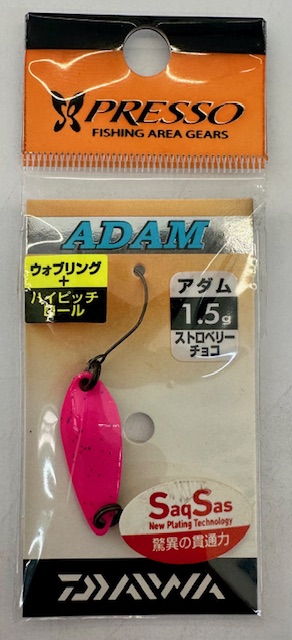 PRESSO
FISHING AREA GEARS
ADAM
ウォブリング
+
ハイピッチ
ロール
アダム
1.5g
ストロベリー
チョコ
SaqSas
New Plating Technology
驚異の貫通力
DAIWA